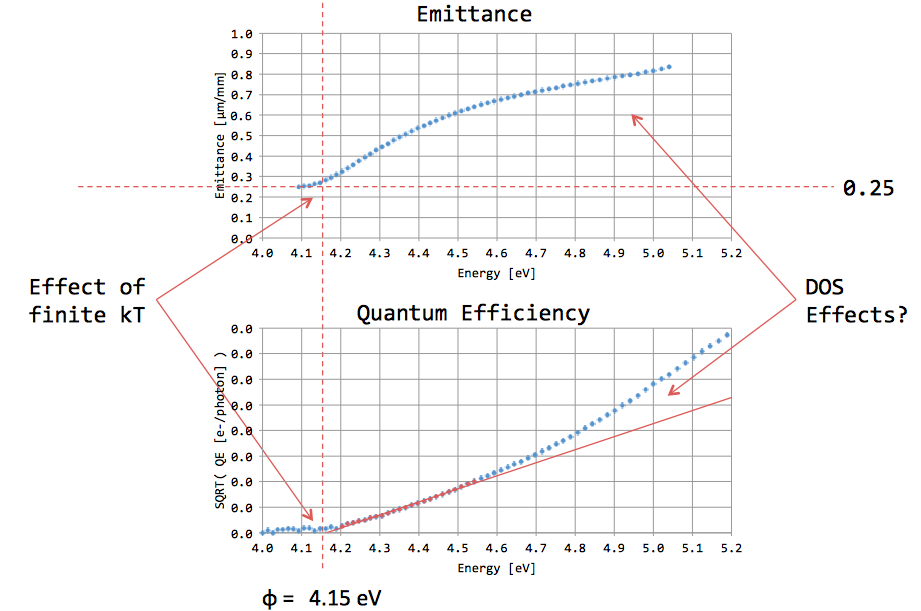 Emittance
1.0
0.9
0.8
0.7
0.6
0.5
0.4
0.3
0.2
0.1
0.0
Emittance [μm/mm]
4.0 4.1 4.2 4.3 4.4 4.5 4.6 4.7 4.8 4.9 5.0 5.1 5.2
Energy [eV]
0.25
Effect of
finite kT
DOS
Effects?
Quantum Efficiency
0.0
0.0
0.0
0.0
0.0
0.0
0.0
0.0
0.0
SQRT( QE [e-/photon] )
4.0 4.1 4.2 4.3 4.4 4.5 4.6 4.7 4.8 4.9 5.0 5.1 5.2
Energy [eV]
ϕ = 4.15 eV